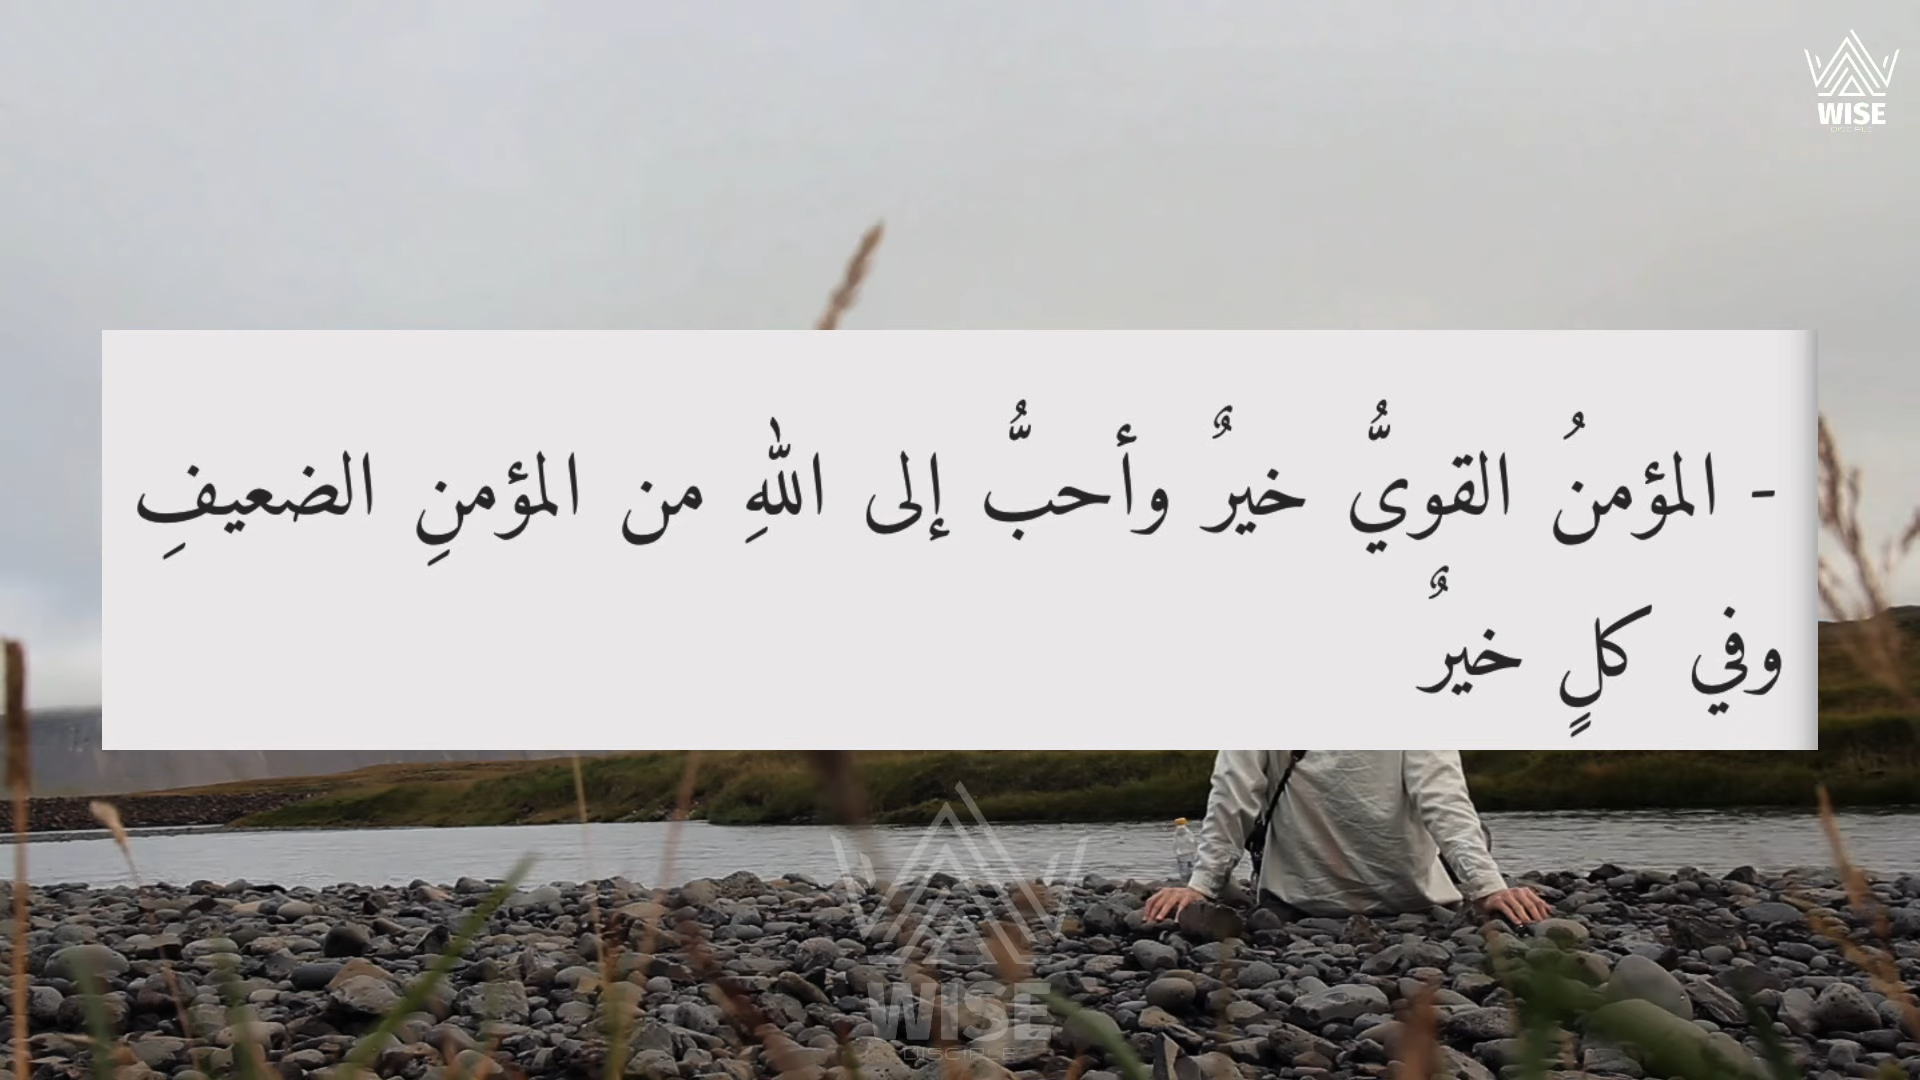 WISE
DISCIPLE
- المؤمنُ القويُّ خيرٌ وأحبُّ إلى اللهِ من المؤمنِ الضعيفِ
وفي كلٍ خيرٌ
WISE
DISCIPLE